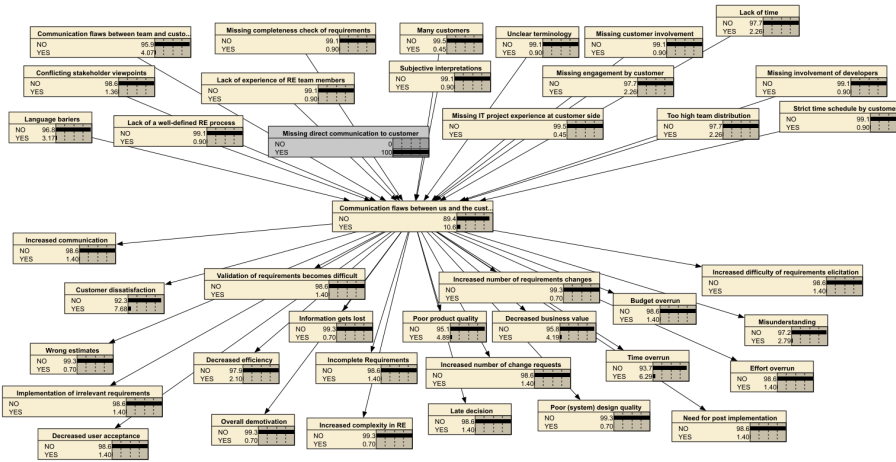 Communication flaws between team and custo...
NO 95.9
YES 4.07
Missing completeness check of requirements
NO 99.1
YES 0.90
Many customers
NO 99.5
YES 0.45
Unclear terminology
NO 99.1
YES 0.90
Missing customer involvement
NO 99.1
YES 0.90
Lack of time
NO 97.7
YES 2.26
Conflicting stakeholder viewpoints
NO 98.6
YES 1.36
Lack of experience of RE team members
NO 99.1
YES 0.90
Subjective interpretations
NO 99.1
YES 0.90
Missing engagement by customer
NO 97.7
YES 2.26
Missing involvement of developers
NO 99.1
YES 0.90
Language bariers
NO 96.8
YES 3.17
Lack of a well-defined RE process
NO 99.1
YES 0.90
Missing direct communication to customer
NO 0
YES 100
Missing IT project experience at customer side
NO 99.5
YES 0.45
Too high team distribution
NO 97.7
YES 2.26
Strict time schedule by custome
NO 99.1
YES 0.90
Communication flaws between us and the cust...
NO 89.4
YES 10.6
Increased communication
NO 98.6
YES 1.40
Customer dissatisfaction
NO 92.3
YES 7.68
Validation of requirements becomes difficult
NO 98.6
YES 1.40
Increased number of requirements changes
NO 99.3
YES 0.70
Increased difficulty of requirements elicitation
NO 98.6
YES 1.40
Budget overrun
NO 98.6
YES 1.40
Information gets lost
NO 99.3
YES 0.70
Poor product quality
NO 95.1
YES 4.89
Decreased business value
NO 95.8
YES 4.19
Misunderstanding
NO 97.2
YES 2.79
Wrong estimates
NO 99.3
YES 0.70
Decreased efficiency
NO 97.9
YES 2.10
Incomplete Requirements
NO 98.6
YES 1.40
Increased number of change requests
NO 98.6
YES 1.40
Time overrun
NO 93.7
YES 6.29
Effort overrun
NO 98.6
YES 1.40
Implementation of irrelevant requirements
NO 98.6
YES 1.40
Overall demotivation
NO 99.3
YES 0.70
Increased complexity in RE
NO 99.3
YES 0.70
Late decision
NO 98.6
YES 1.40
Poor (system) design quality
NO 99.3
YES 0.70
Need for post implementation
NO 98.6
YES 1.40
Decreased user acceptance
NO 98.6
YES 1.40